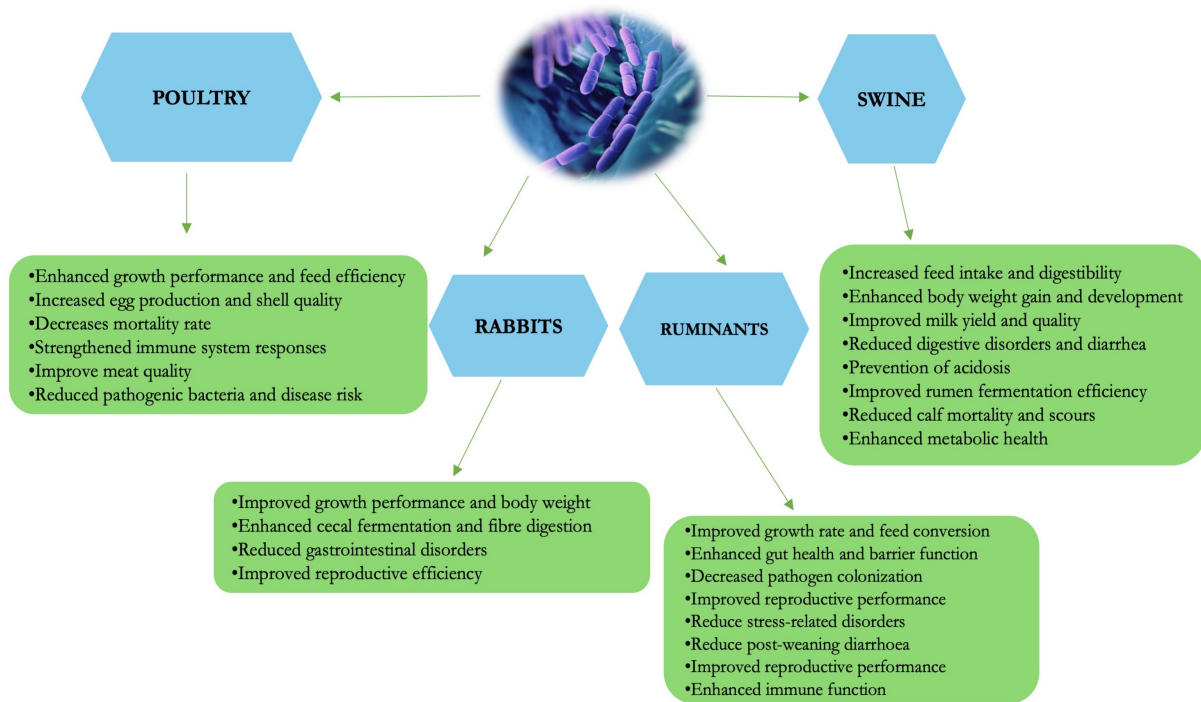 POULTRY
SWINE
•Enhanced growth performance and feed efficiency
•Increased egg production and shell quality
•Decreases mortality rate
•Strengthened immune system responses
•Improve meat quality
•Reduced pathogenic bacteria and disease risk
RABBITS
RUMINANTS
•Increased feed intake and digestibility
•Enhanced body weight gain and development
•Improved milk yield and quality
•Reduced digestive disorders and diarrhea
•Prevention of acidosis
•Improved rumen fermentation efficiency
•Reduced calf mortality and scours
•Enhanced metabolic health
•Improved growth performance and body weight
•Enhanced cecal fermentation and fibre digestion
•Reduced gastrointestinal disorders
•Improved reproductive efficiency
•Improved growth rate and feed conversion
•Enhanced gut health and barrier function
•Decreased pathogen colonization
•Improved reproductive performance
•Reduce stress-related disorders
•Reduce post-weaning diarrhoea
•Improved reproductive performance
•Enhanced immune function